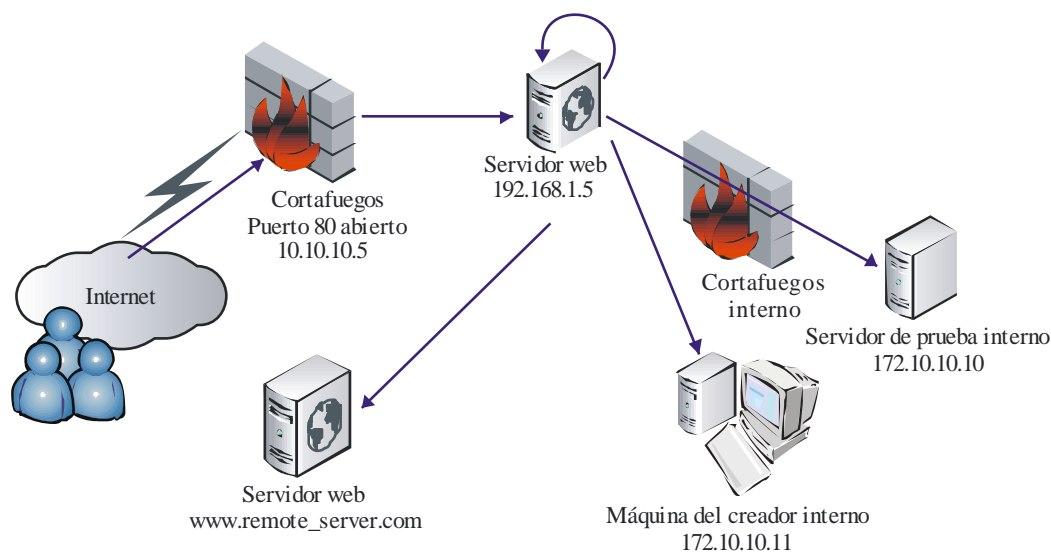 Servidor web
192.168.1.5
Cortafuegos
Puerto 80 abierto
10.10.10.5
Internet
Cortafuegos
interno
Servidor de prueba interno
172.10.10.10
Servidor web
www.remote_server.com
Máquina del creador interno
172.10.10.11